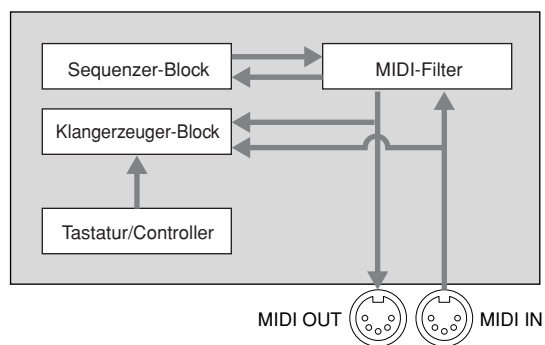 Sequenzer-Block
MIDI-Filter
Klangerzeuger-Block
Tastatur/Controller
MIDI OUT
MIDI IN